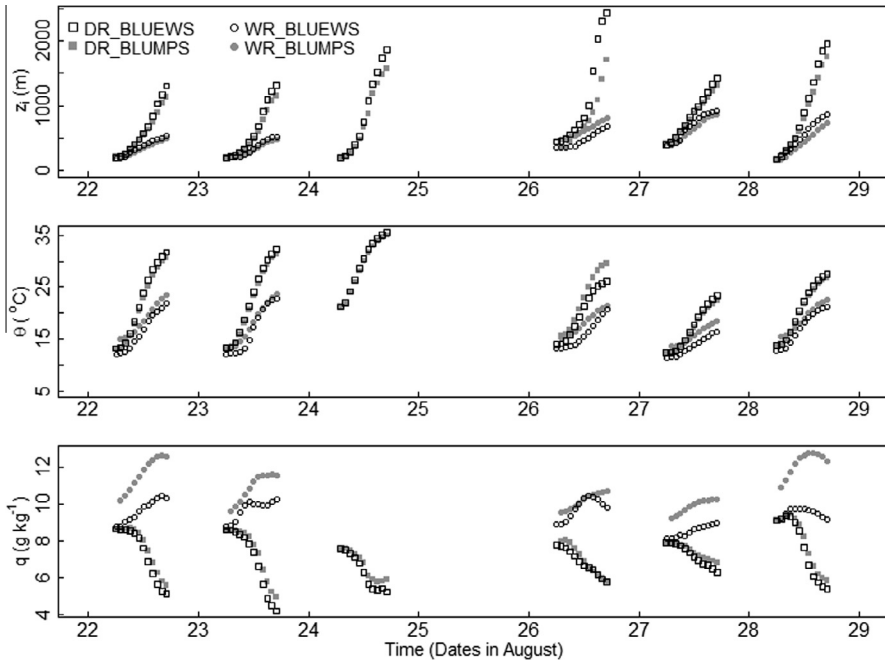 DR_BLUEWS WR_BLUEWS
DR_BLUMPS WR_BLUMPS
zᵢ (m)
0 1000 2000
22 23 24 25 26 27 28 29
θ (°C)
5 15 25 35
22 23 24 25 26 27 28 29
q (g kg⁻¹)
4 6 8 10 12
22 23 24 25 26 27 28 29
Time (Dates in August)